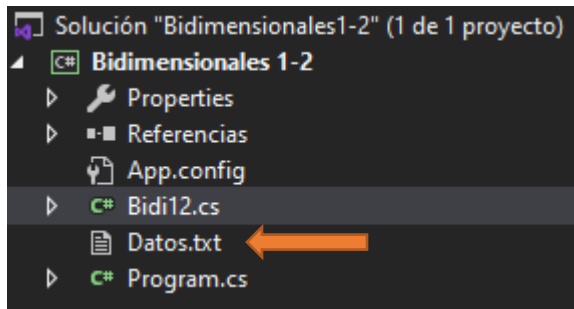 Solución "Bidimensionales1-2" (1 de 1 proyecto)
C# Bidimensionales 1-2
Properties
Referencias
App.config
C# Bidi12.cs
Datos.txt
C# Program.cs